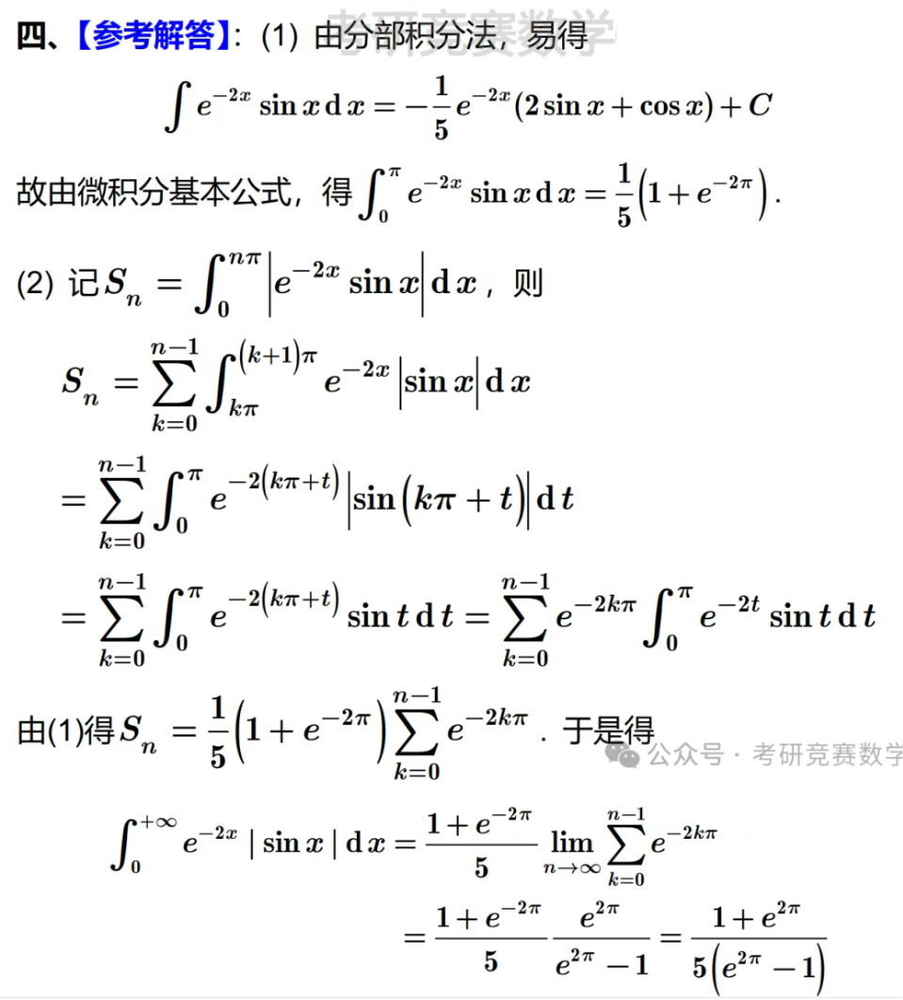 考研竞赛数学
四、【参考解答】：(1) 由分部积分法，易得
$\int e^{-2x} \sin x \, \mathrm{d}x = -\frac{1}{5} e^{-2x} (2\sin x + \cos x) + C$
故由微积分基本公式，得 $\int_0^{\pi} e^{-2x} \sin x \, \mathrm{d}x = \frac{1}{5} \left(1 + e^{-2\pi}\right)$ .
(2) 记 $S_n = \int_0^{n\pi} \left| e^{-2x} \sin x \right| \mathrm{d}x$ ，则
$S_n = \sum_{k=0}^{n-1} \int_{k\pi}^{(k+1)\pi} e^{-2x} \left| \sin x \right| \mathrm{d}x$
$= \sum_{k=0}^{n-1} \int_0^{\pi} e^{-2(k\pi+t)} \left| \sin(k\pi + t) \right| \mathrm{d}t$
$= \sum_{k=0}^{n-1} \int_0^{\pi} e^{-2(k\pi+t)} \sin t \, \mathrm{d}t = \sum_{k=0}^{n-1} e^{-2k\pi} \int_0^{\pi} e^{-2t} \sin t \, \mathrm{d}t$
由(1)得 $S_n = \frac{1}{5} \left(1 + e^{-2\pi}\right) \sum_{k=0}^{n-1} e^{-2k\pi}$ . 于是得
公众号 · 考研竞赛数学
$\int_0^{+\infty} e^{-2x} | \sin x | \, \mathrm{d}x = \frac{1+e^{-2\pi}}{5} \lim_{n\to\infty} \sum_{k=0}^{n-1} e^{-2k\pi}$
$= \frac{1+e^{-2\pi}}{5} \frac{e^{2\pi}}{e^{2\pi}-1} = \frac{1+e^{2\pi}}{5\left(e^{2\pi}-1\right)}$